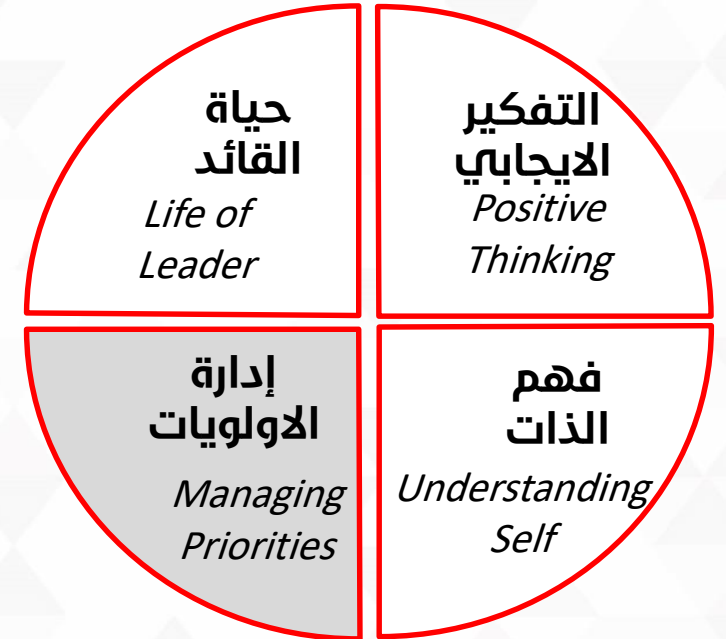 حياة
القائد
Life of
Leader
التفكير
الايجابي
Positive
Thinking
إدارة
الاولويات
Managing
Priorities
فهم
الذات
Understanding
Self